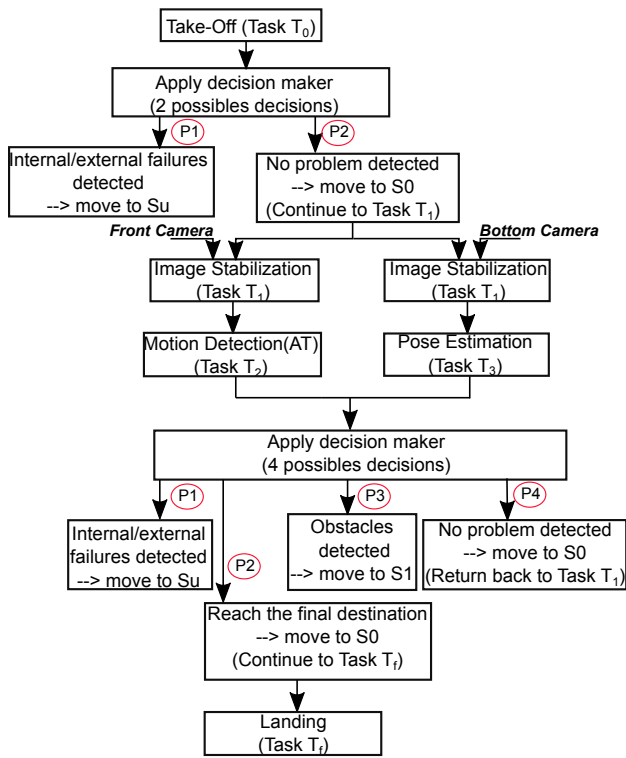 Take-Off (Task T0)
Apply decision maker
(2 possibles decisions)
P1
P2
Internal/external failures
detected
--> move to Su
No problem detected
--> move to S0
(Continue to Task T1)
Front Camera
Bottom Camera
Image Stabilization
(Task T1)
Image Stabilization
(Task T1)
Motion Detection(AT)
(Task T2)
Pose Estimation
(Task T3)
Apply decision maker
(4 possibles decisions)
P1
P2
P3
P4
Internal/external
failures detected
--> move to Su
Obstacles
detected
--> move to S1
No problem detected
--> move to S0
(Return back to Task T1)
Reach the final destination
--> move to S0
(Continue to Task Tf)
Landing
(Task Tf)